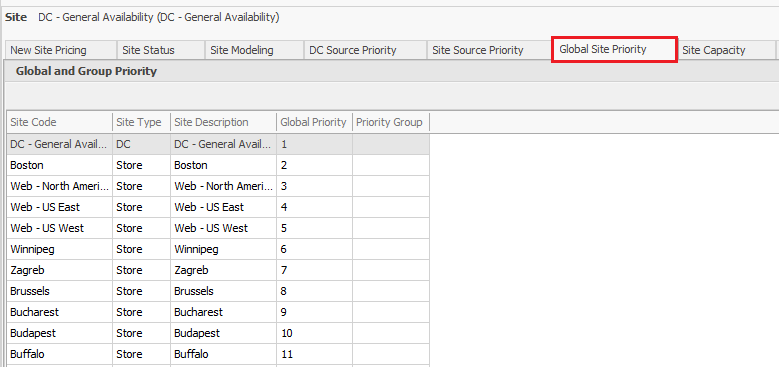 Site DC - General Availability (DC - General Availability)
New Site Pricing Site Status Site Modeling DC Source Priority Site Source Priority Global Site Priority Site Capacity
Global and Group Priority
Site Code Site Type Site Description Global Priority Priority Group
DC - General Avail... DC DC - General Avail... 1
Boston Store Boston 2
Web - North Ameri... Store Web - North Ameri... 3
Web - US East Store Web - US East 4
Web - US West Store Web - US West 5
Winnipeg Store Winnipeg 6
Zagreb Store Zagreb 7
Brussels Store Brussels 8
Bucharest Store Bucharest 9
Budapest Store Budapest 10
Buffalo Store Buffalo 11